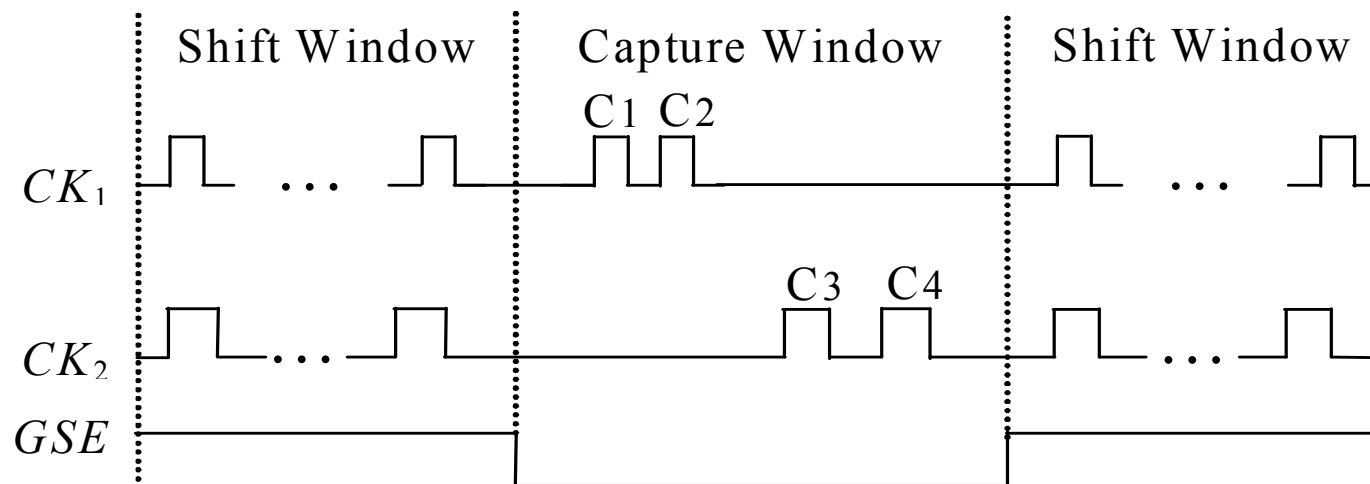 Shift Window Capture Window Shift Window
C1 C2
CK1 ... ...
C3 C4
CK2 ... ...
GSE